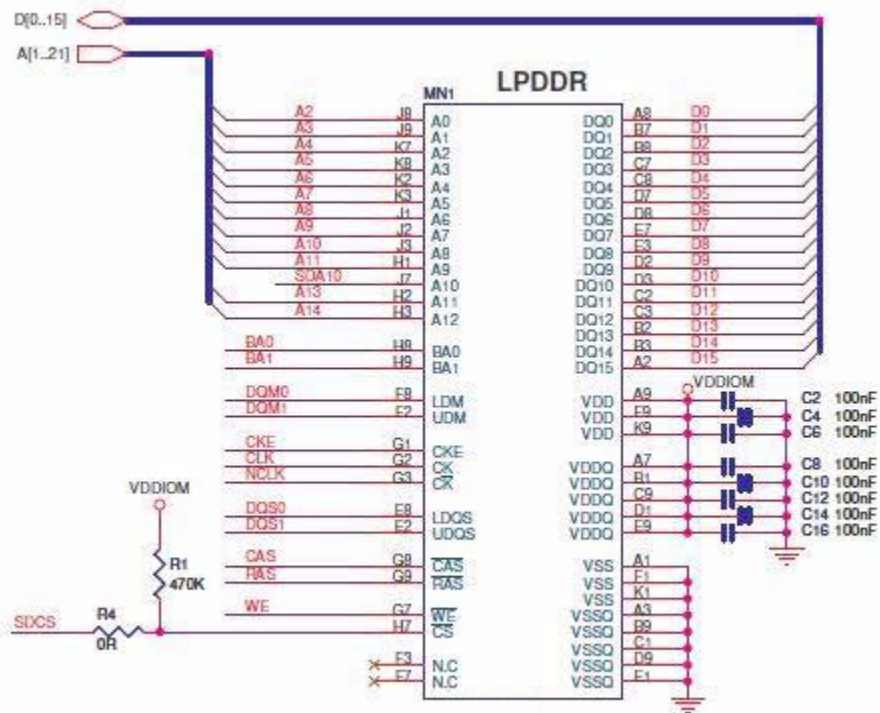 D[0..15]
A[1..21]
LPDDR
MN1
A2 J8 A0 DQ0 A8 D0
A3 J9 A1 DQ1 B7 D1
A4 K7 A2 DQ2 B8 D2
A5 K8 A3 DQ3 C7 D3
A6 K2 A4 DQ4 C8 D4
A7 K3 A5 DQ5 D7 D5
A8 J1 A6 DQ6 D8 D6
A9 J2 A7 DQ7 E7 D7
A10 J3 A8 DQ8 E3 D8
A11 H1 A9 DQ9 D2 D9
SDA10 J7 A10 DQ10 D3 D10
A13 H2 A11 DQ11 C2 D11
A14 H3 A12 DQ12 C3 D12
DQ13 B2 D13
BA0 H8 BA0 DQ14 B3 D14
BA1 H9 BA1 DQ15 A2 D15
VDDIOM
DQM0 F8 LDM VDD A9 C2 100nF
DQM1 F2 UDM VDD F9 C4 100nF
VDD K9 C6 100nF
CKE G1 CKE
CLK G2 CK VDDQ A7 C8 100nF
NCLK G3 CK VDDQ B1 C10 100nF
VDDIOM VDDQ C9 C12 100nF
DQS0 E8 LDQS VDDQ D1 C14 100nF
DQS1 E2 UDQS VDDQ E9 C16 100nF
CAS G8 CAS VSS A1
RAS G9 RAS VSS F1
R1
470K
VSS K1
WE G7 WE VSSQ A3
R4
SDCS H7 CS VSSQ B9
0R
VSSQ C1
F3 N.C VSSQ D9
F7 N.C VSSQ E1